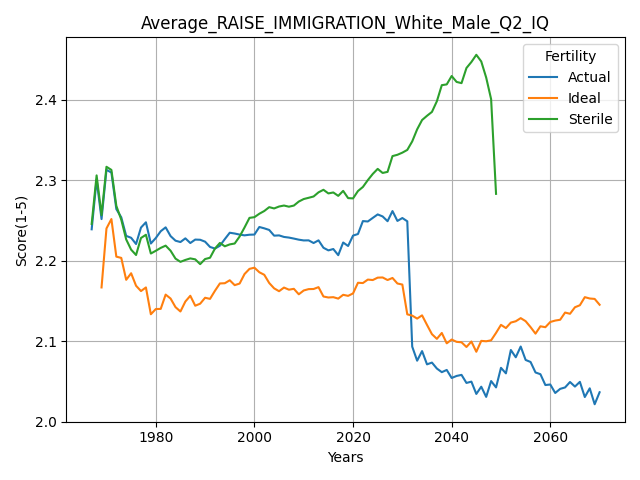 Average_RAISE_IMMIGRATION_White_Male_Q2_IQ
Fertility
Actual
Ideal
Sterile
Score(1-5)
2.4
2.3
2.2
2.1
2.0
1980
2000
2020
2040
2060
Years